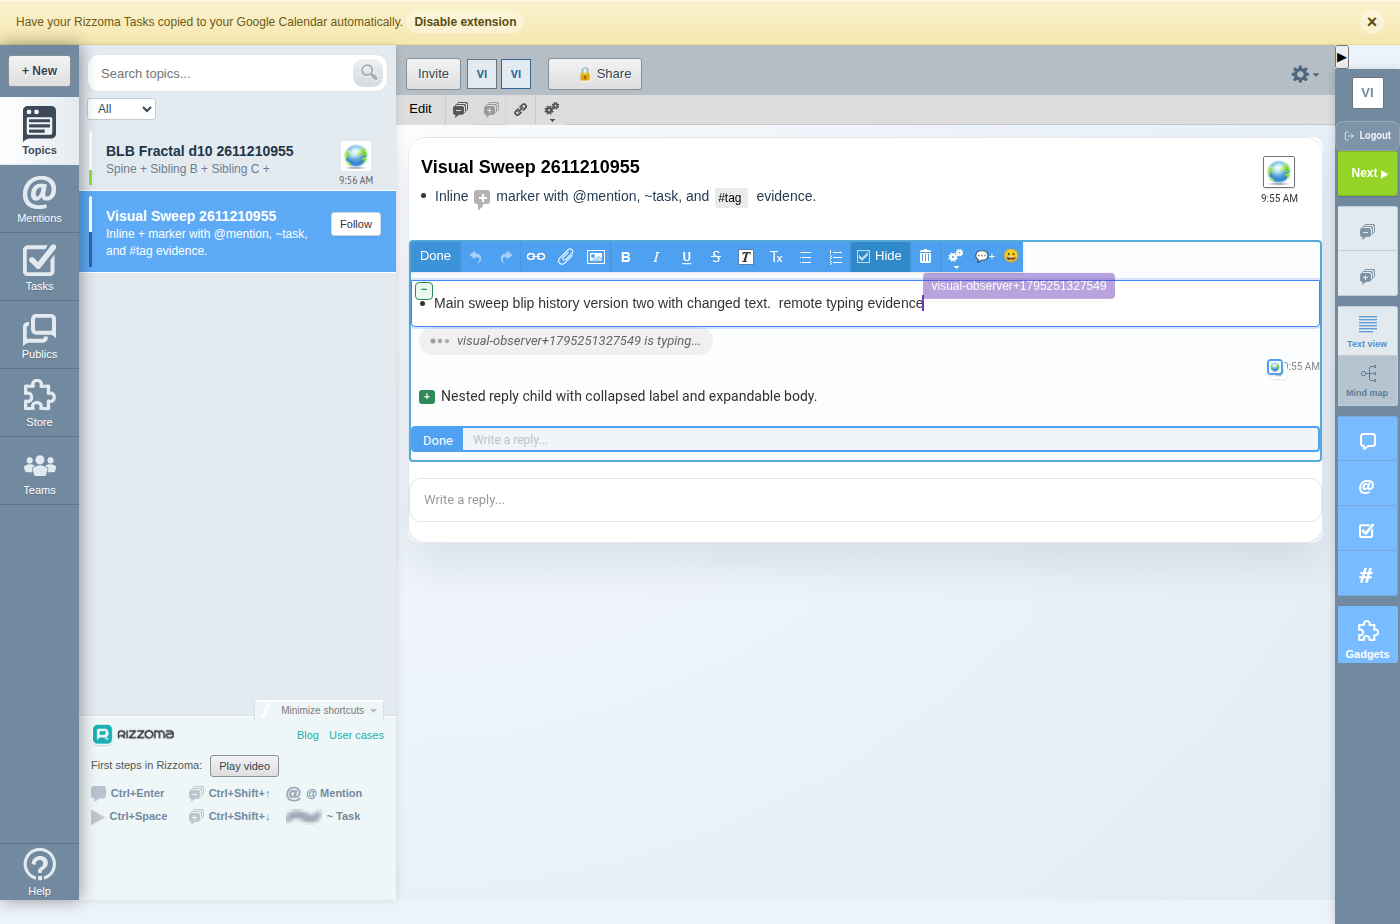 Have your Rizzoma Tasks copied to your Google Calendar automatically. Disable extension ×
+ New
Topics
Mentions
Tasks
Publics
Store
Teams
Help
Search topics...
All
BLB Fractal d10 2611210955
Spine + Sibling B + Sibling C +
9:56 AM
Visual Sweep 2611210955
Inline + marker with @mention, ~task,
and #tag evidence.
Follow
Minimize shortcuts
RIZZOMA
Blog User cases
First steps in Rizzoma: Play video
Ctrl+Enter Ctrl+Shift+↑ @ Mention
Ctrl+Space Ctrl+Shift+↓ ~ Task
Invite VI VI Share
Edit
Visual Sweep 2611210955
• Inline + marker with @mention, ~task, and #tag evidence.
9:55 AM
Done B I U S T Tx Hide
visual-observer+1795251327549
• Main sweep blip history version two with changed text. remote typing evidence
visual-observer+1795251327549 is typing...
9:55 AM
+ Nested reply child with collapsed label and expandable body.
Done Write a reply...
Write a reply...
VI
Logout
Next
Text view
Mind map
@
#
Gadgets